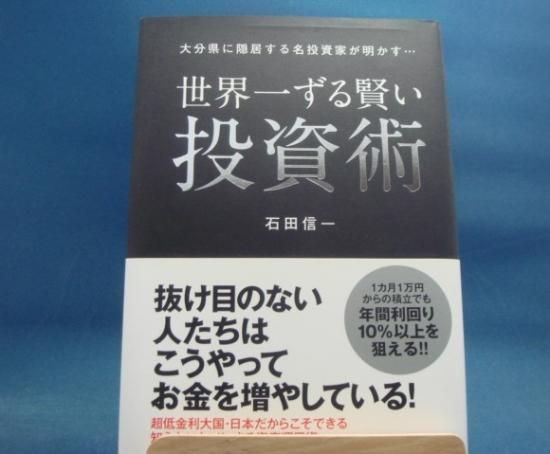 大分県に隠居する名投資家が明かす…
世界一ずる賢い
投資術
石田信一
抜け目のない
人たちは
こうやって
お金を増やしている!
1カ月1万円
からの積立でも
年間利回り
10%以上を
狙える!!
超低金利大国・日本だからこそできる